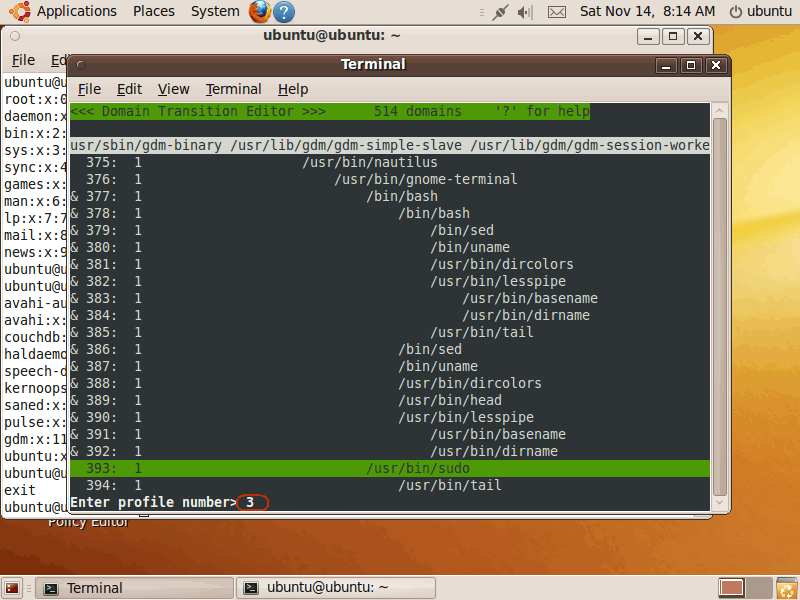 Applications Places System Sat Nov 14, 8:14 AM ubuntu
ubuntu@ubuntu: ~
File
Terminal
File Edit View Terminal Help
<<< Domain Transition Editor >>> 514 domains '?' for help
usr/sbin/gdm-binary /usr/lib/gdm/gdm-simple-slave /usr/lib/gdm/gdm-session-worke
375: 1 /usr/bin/nautilus
376: 1 /usr/bin/gnome-terminal
& 377: 1 /bin/bash
& 378: 1 /bin/bash
& 379: 1 /bin/sed
& 380: 1 /bin/uname
& 381: 1 /usr/bin/dircolors
& 382: 1 /usr/bin/lesspipe
& 383: 1 /usr/bin/basename
& 384: 1 /usr/bin/dirname
& 385: 1 /usr/bin/tail
& 386: 1 /bin/sed
& 387: 1 /bin/uname
& 388: 1 /usr/bin/dircolors
& 389: 1 /usr/bin/head
& 390: 1 /usr/bin/lesspipe
& 391: 1 /usr/bin/basename
& 392: 1 /usr/bin/dirname
393: 1 /usr/bin/sudo
394: 1 /usr/bin/tail
Enter profile number> 3
ubuntu@u
root:x:0
daemon:x
bin:x:2:
sys:x:3:
sync:x:4
games:x:
man:x:6:
lp:x:7:7
mail:x:8
news:x:9
ubuntu@u
ubuntu@u
avahi-au
avahi:x:
couchdb:
haldaemo
speech-d
kernoops
saned:x:
pulse:x:
gdm:x:11
ubuntu:x
ubuntu@u
exit
ubuntu@u
Policy Editor
Terminal ubuntu@ubuntu: ~